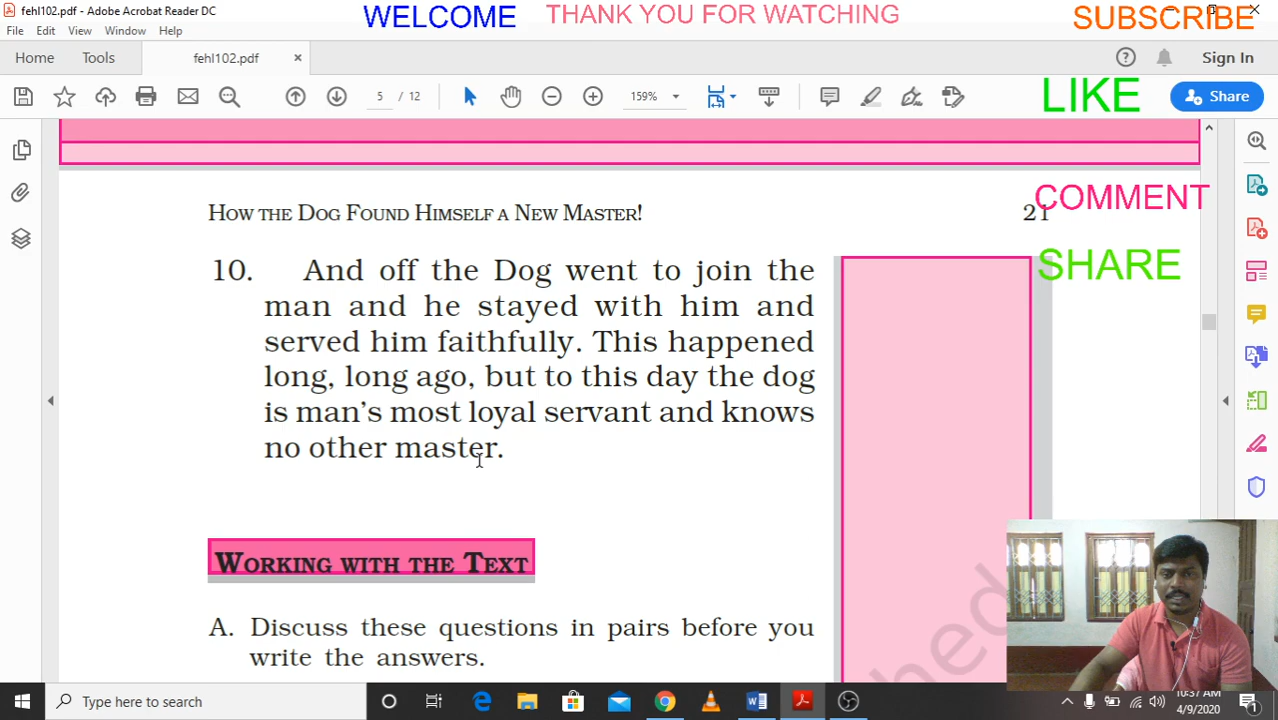 fehl102.pdf - Adobe Acrobat Reader DC
WELCOME
THANK YOU FOR WATCHING
SUBSCRIBE
File Edit View Window Help
Home Tools fehl102.pdf × Sign In
5 / 12 159% LIKE Share
COMMENT
HOW THE DOG FOUND HIMSELF A NEW MASTER! 21
SHARE
10. And off the Dog went to join the
man and he stayed with him and
served him faithfully. This happened
long, long ago, but to this day the dog
is man's most loyal servant and knows
no other master.
WORKING WITH THE TEXT
A. Discuss these questions in pairs before you
write the answers.
Type here to search
10:37 AM
4/9/2020